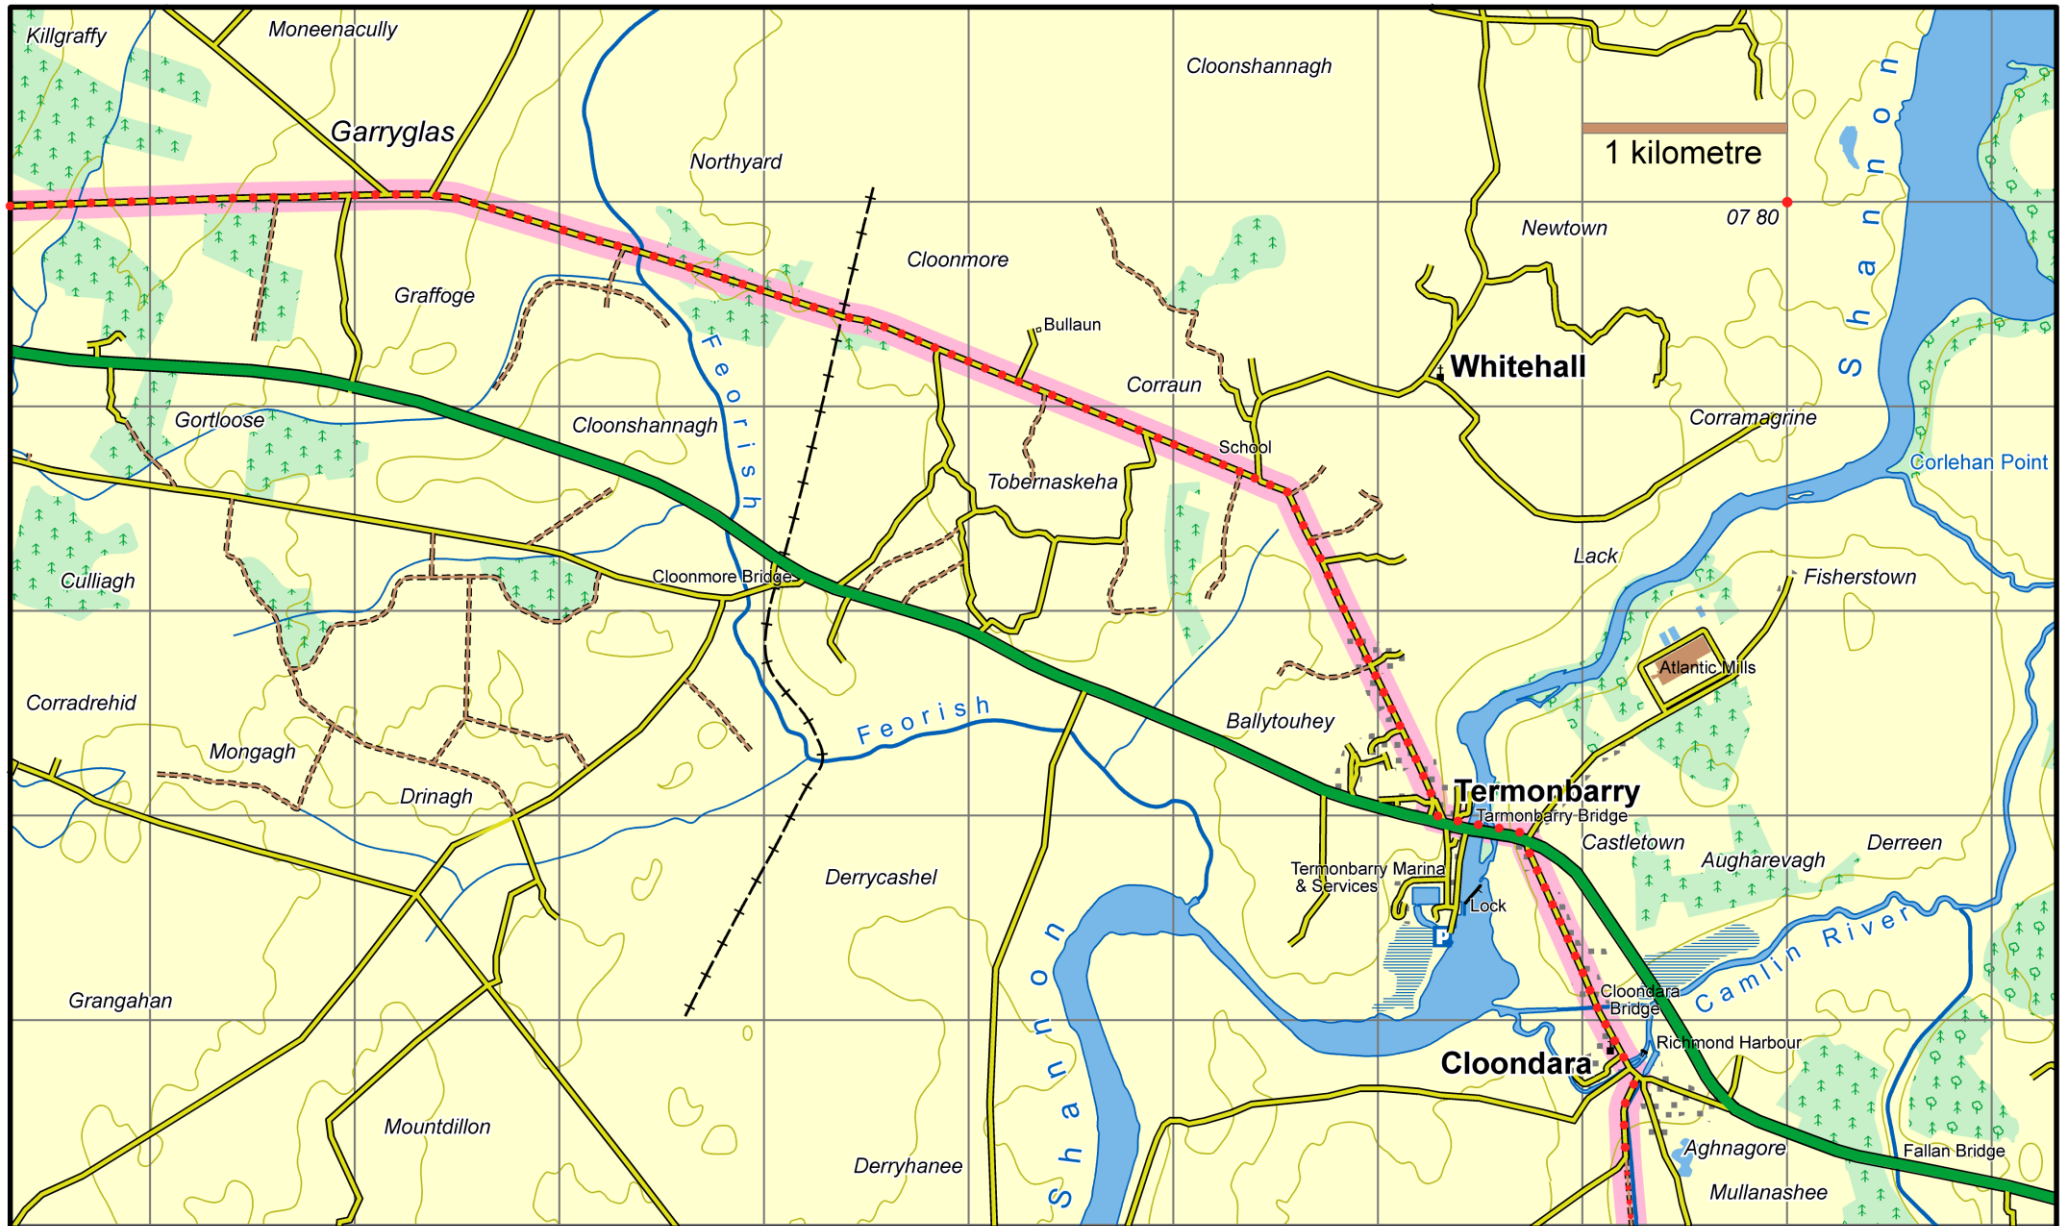 Killgraffy
Moneenacully
Cloonshannagh
Garryglas
Northyard
1 kilometre
Shannon
07 80
Newtown
Cloonmore
Graffoge
Bullaun
Feorish
Whitehall
Corraun
Gortloose
Cloonshannagh
Corramagrine
School
Corlehan Point
Tobernaskeha
Lack
Culliagh
Cloonmore Bridge
Fisherstown
Atlantic Mills
Corradrehid
Feorish
Ballytouhey
Mongagh
Drinagh
Termonbarry
Tarmonbarry Bridge
Castletown
Derreen
Augharevagh
Termonbarry Marina
& Services
Derrycashel
Lock
P
Camlin River
Shannon
Grangahan
Cloondara
Bridge
Richmond Harbour
Cloondara
Mountdillon
Aghnagore
Fallan Bridge
Derryhanee
Mullanashee